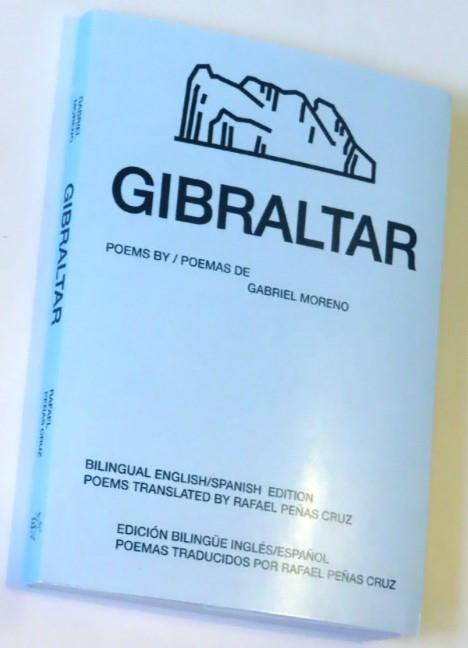 GIBRALTAR
POEMS BY / POEMAS DE
GABRIEL MORENO
BILINGUAL ENGLISH/SPANISH EDITION
POEMS TRANSLATED BY RAFAEL PEÑAS CRUZ
EDICIÓN BILINGÜE INGLÉS/ESPAÑOL
POEMAS TRADUCIDOS POR RAFAEL PEÑAS CRUZ
GABRIEL
MORENO
GIBRALTAR
RAFAEL
PEÑAS CRUZ